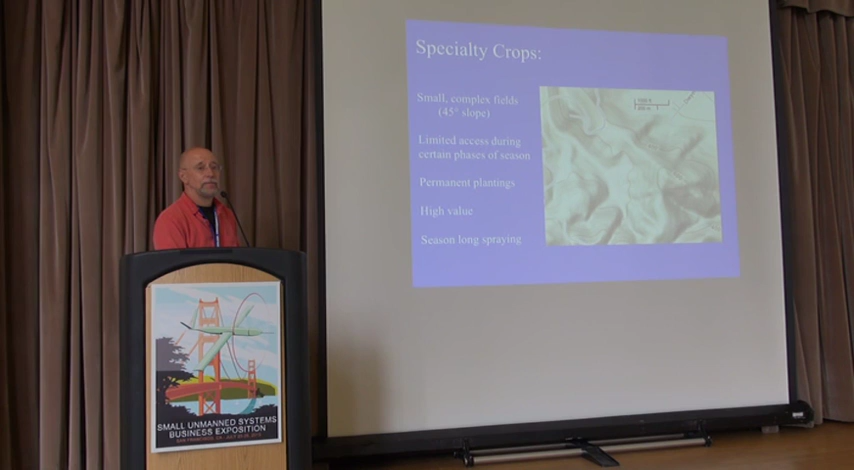 Specialty Crops:
Small, complex fields
(45° slope)
Limited access during
certain phases of season
Permanent plantings
High value
Season long spraying
SMALL UNMANNED SYSTEMS
BUSINESS EXPOSITION